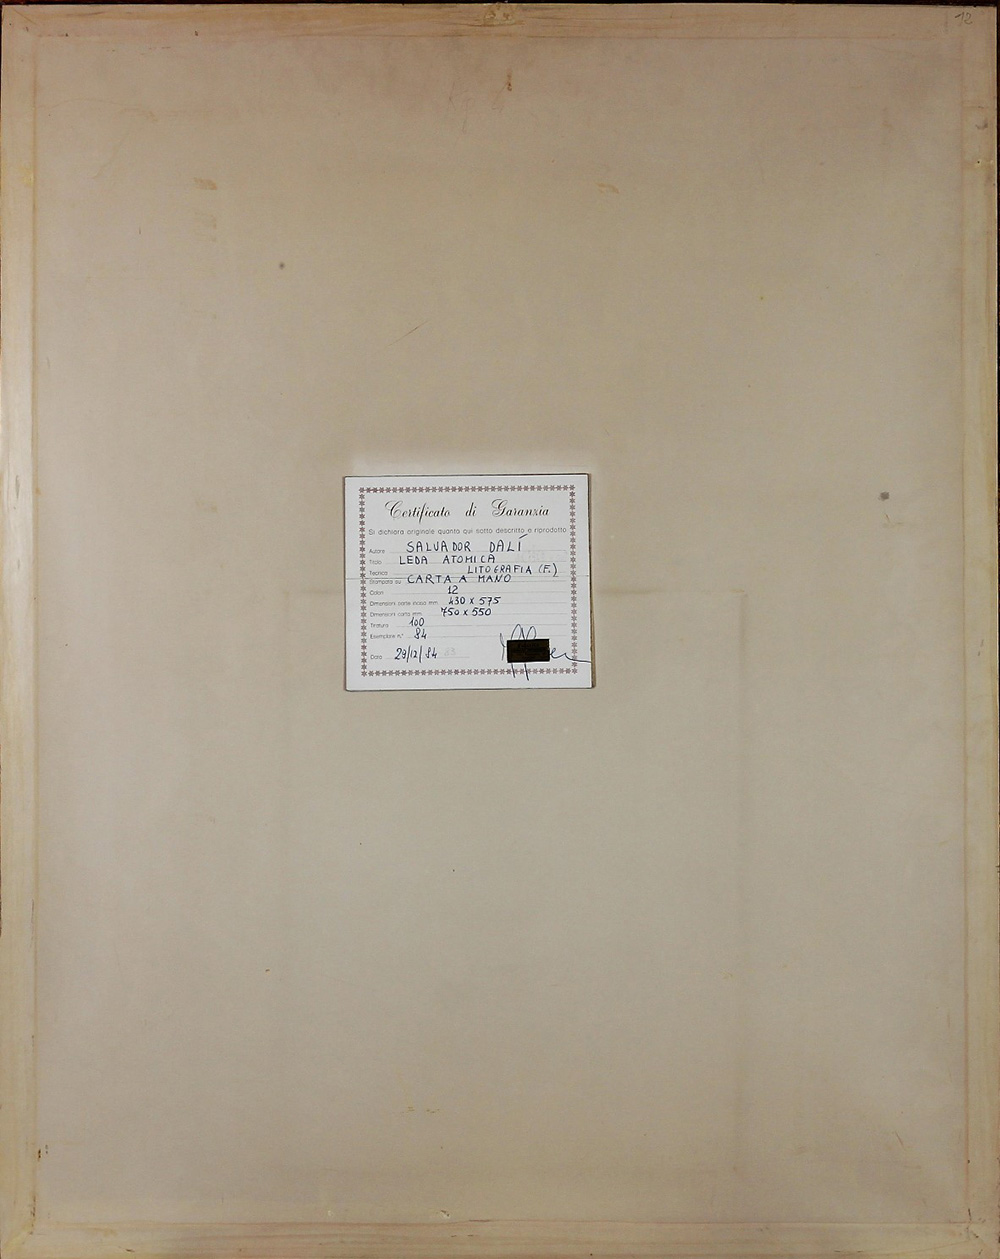 12
Certificato di Garanzia
Si dichiara originale quanto qui sotto descritto e riprodotto
Autore SALVADOR DALÍ
Titolo LEDA ATOMICA
Tecnica LITOGRAFIA (F.)
Stampata su CARTA A MANO
Colori 12
Dimensioni parte incisa mm. 430 x 575
Dimensioni carta mm. 750 x 550
Tiratura 100
Esemplare n° 84
Data 29/12/84